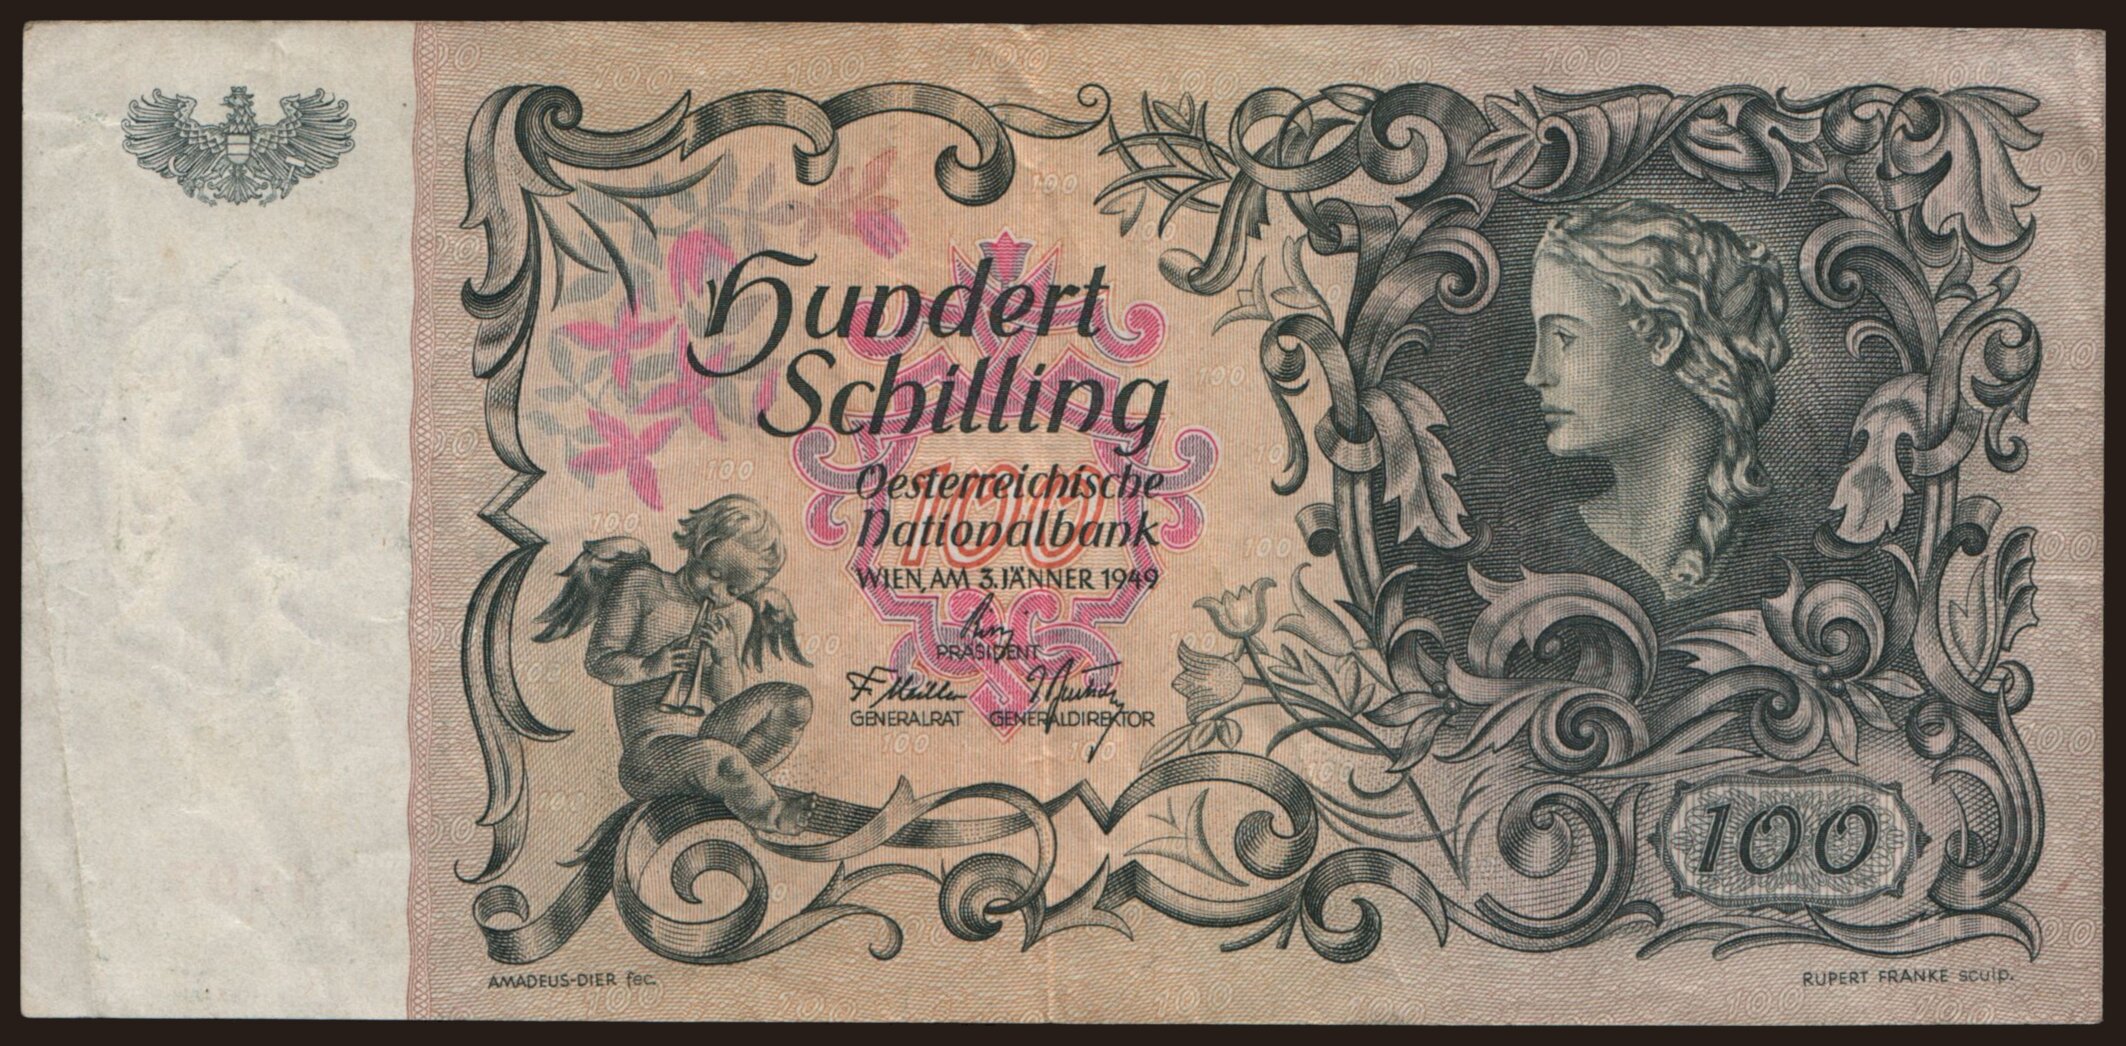 Hundert
Schilling
Oesterreichische
Nationalbank
WIEN, AM 3. JÄNNER 1949
PRÄSIDENT
GENERALRAT GENERALDIREKTOR
100
100
AMADEUS-DIER fec.
RUPERT FRANKE sculp.